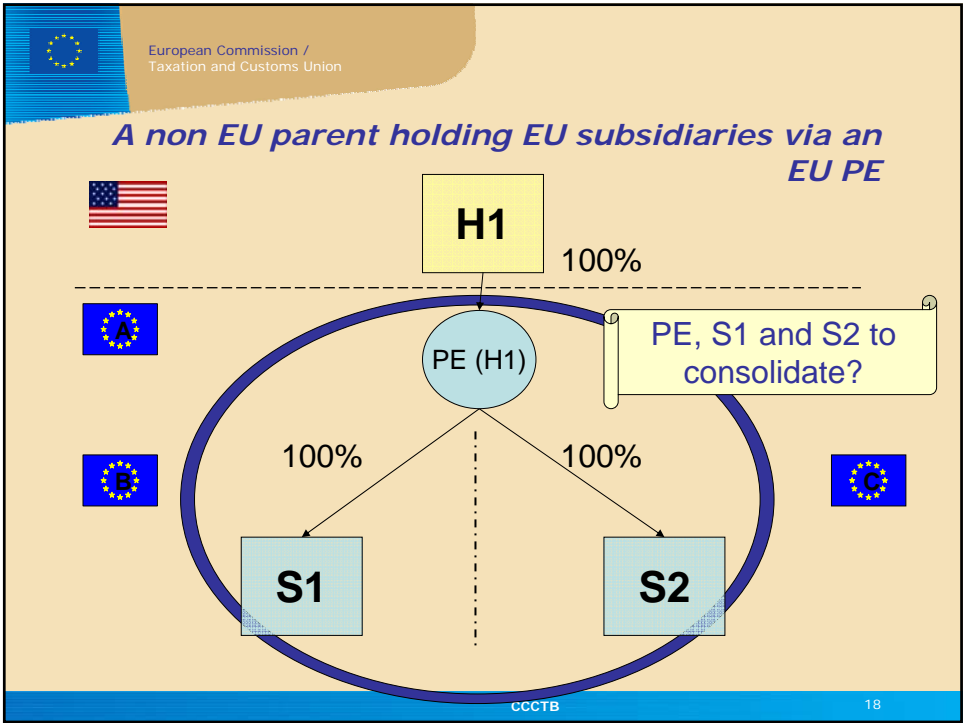 European Commission /
Taxation and Customs Union
A non EU parent holding EU subsidiaries via an
EU PE
H1
100%
A
PE (H1)
PE, S1 and S2 to
consolidate?
B
100%
100%
C
S1
S2
CCCTB
18